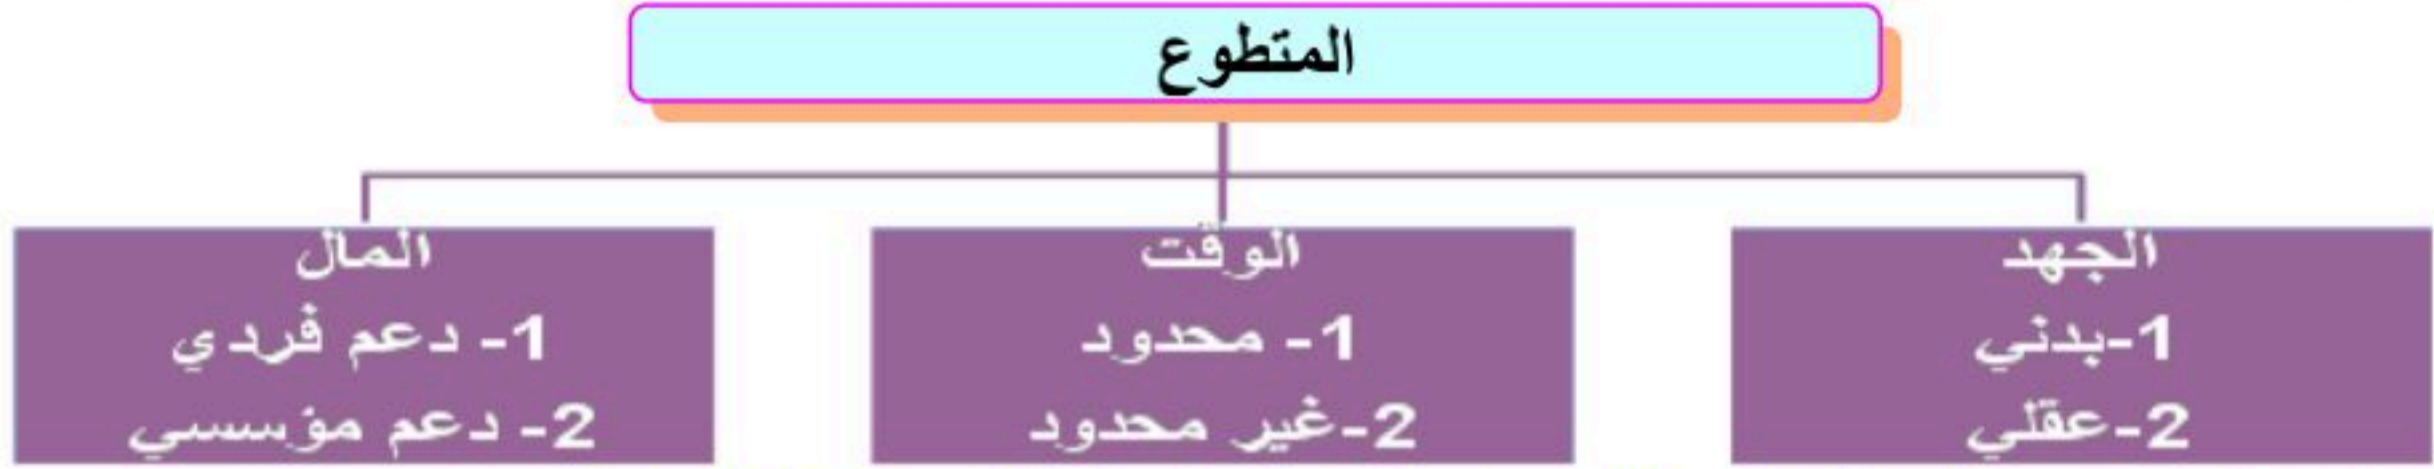 المتطوع
الجهد
1-بدني
2-عقلي
الوقت
1- محدود
2-غير محدود
المال
1- دعم فردي
2- دعم مؤسسي